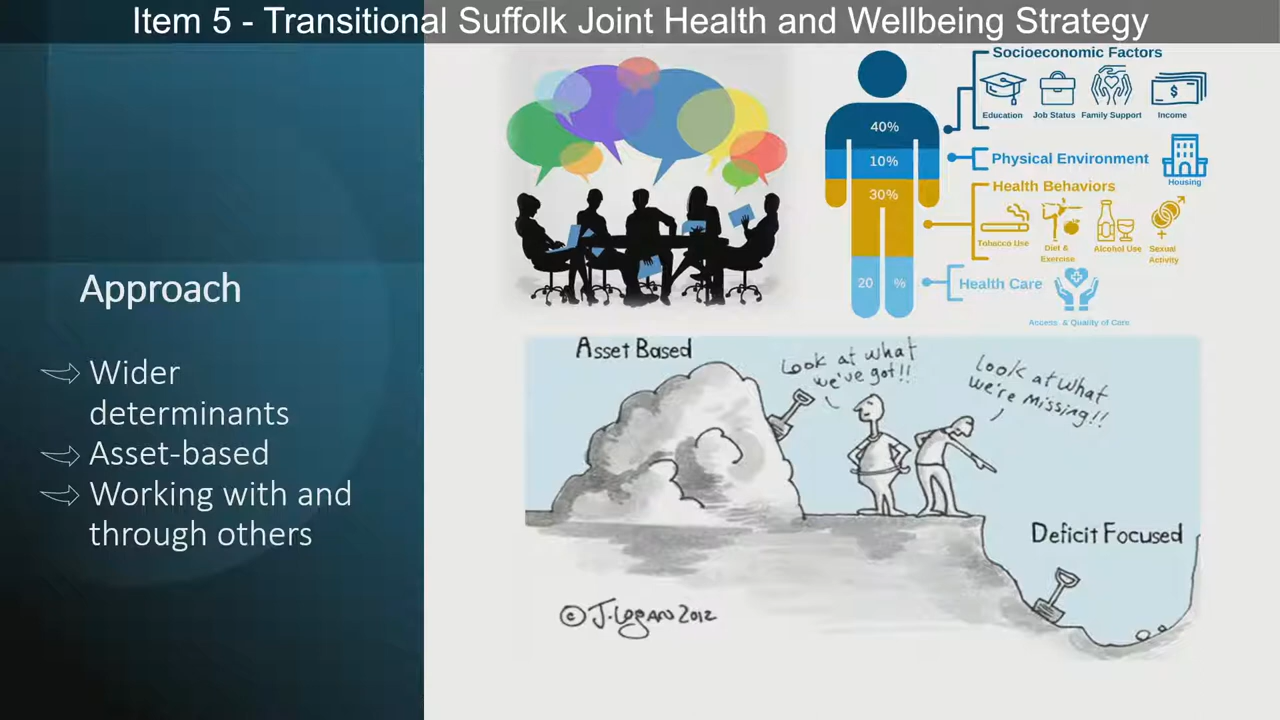 Item 5 - Transitional Suffolk Joint Health and Wellbeing Strategy
Approach
Wider
determinants
Asset-based
Working with and
through others
40%
10%
30%
20 %
Socioeconomic Factors
$
Education Job Status Family Support Income
Physical Environment
Housing
Health Behaviors
Tobacco Use Diet &
Exercise Alcohol Use Sexual
Activity
Health Care
Access & Quality of Care
Asset Based
Look at what
we've got!!
Look at what
we're missing!!
Deficit Focused
© J.Logan 2012